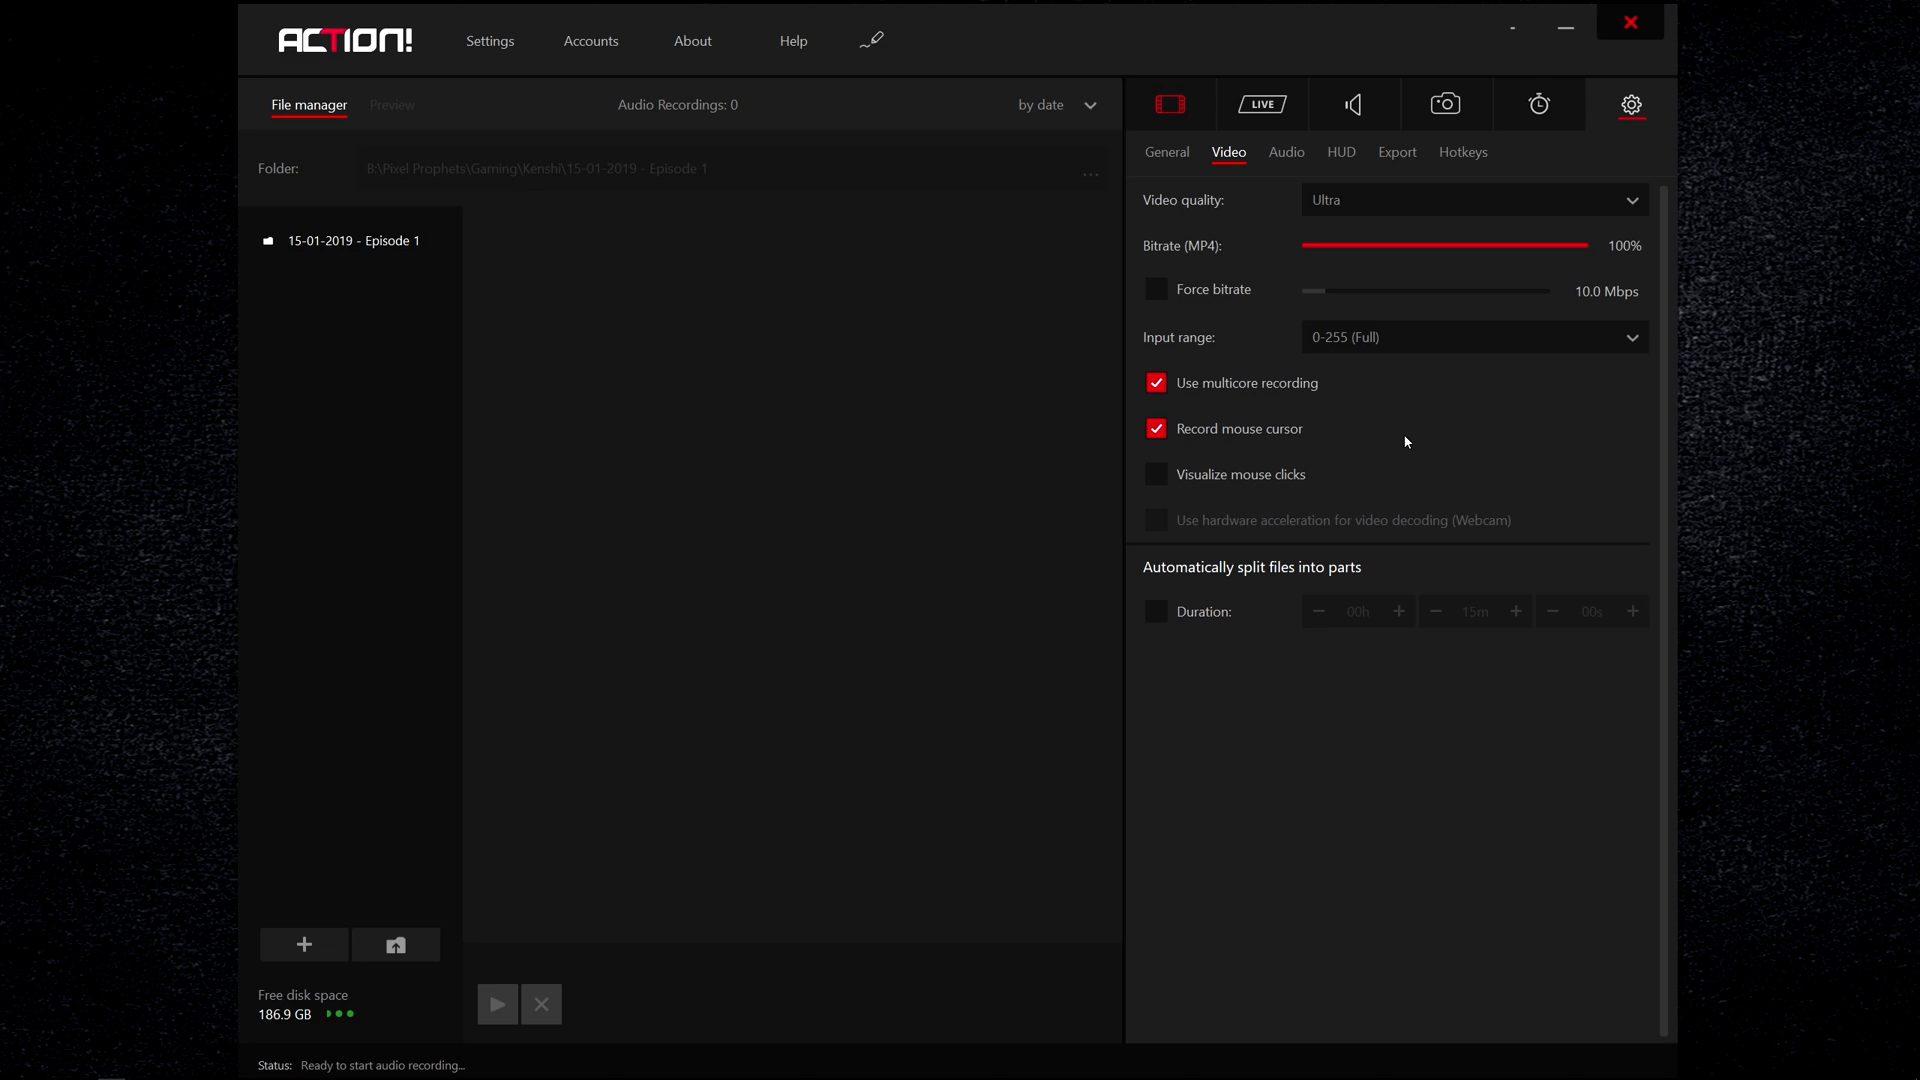 ACTION!
Settings
Accounts
About
Help
File manager
Preview
Audio Recordings: 0
by date
LIVE
General
Video
Audio
HUD
Export
Hotkeys
Folder:
B:\Pixel Prophets\Gaming\Kenshi\15-01-2019 - Episode 1
...
15-01-2019 - Episode 1
Video quality:
Ultra
Bitrate (MP4):
100%
Force bitrate
10.0 Mbps
Input range:
0-255 (Full)
Use multicore recording
Record mouse cursor
Visualize mouse clicks
Use hardware acceleration for video decoding (Webcam)
Automatically split files into parts
Duration:
00h
15m
00s
Free disk space
186.9 GB
Status: Ready to start audio recording...